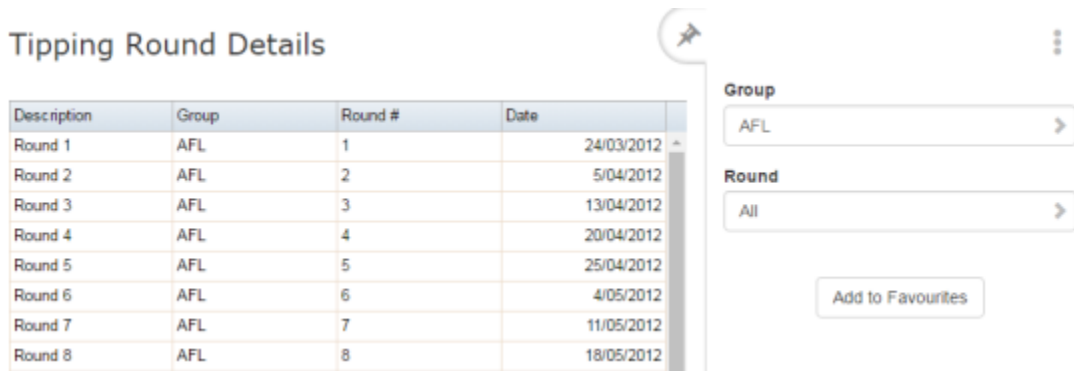 Tipping Round Details
Description Group Round # Date
Round 1 AFL 1 24/03/2012
Round 2 AFL 2 5/04/2012
Round 3 AFL 3 13/04/2012
Round 4 AFL 4 20/04/2012
Round 5 AFL 5 25/04/2012
Round 6 AFL 6 4/05/2012
Round 7 AFL 7 11/05/2012
Round 8 AFL 8 18/05/2012
Group
AFL
Round
All
Add to Favourites